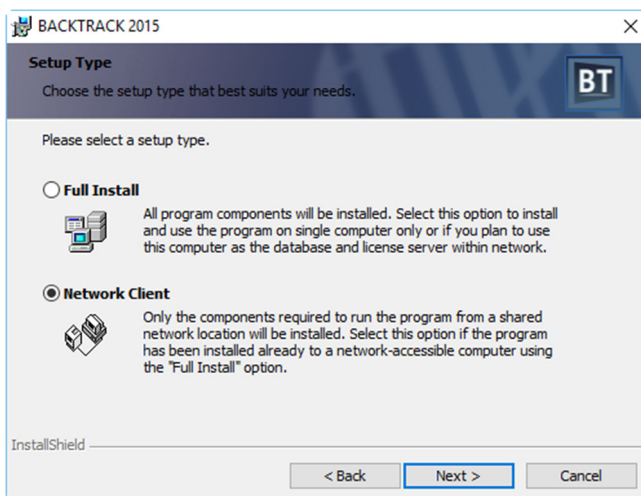 BACKTRACK 2015
Setup Type
Choose the setup type that best suits your needs.
BT
Please select a setup type.
Full Install
All program components will be installed. Select this option to install
and use the program on single computer only or if you plan to use
this computer as the database and license server within network.
Network Client
Only the components required to run the program from a shared
network location will be installed. Select this option if the program
has been installed already to a network-accessible computer using
the "Full Install" option.
InstallShield
< Back
Next >
Cancel